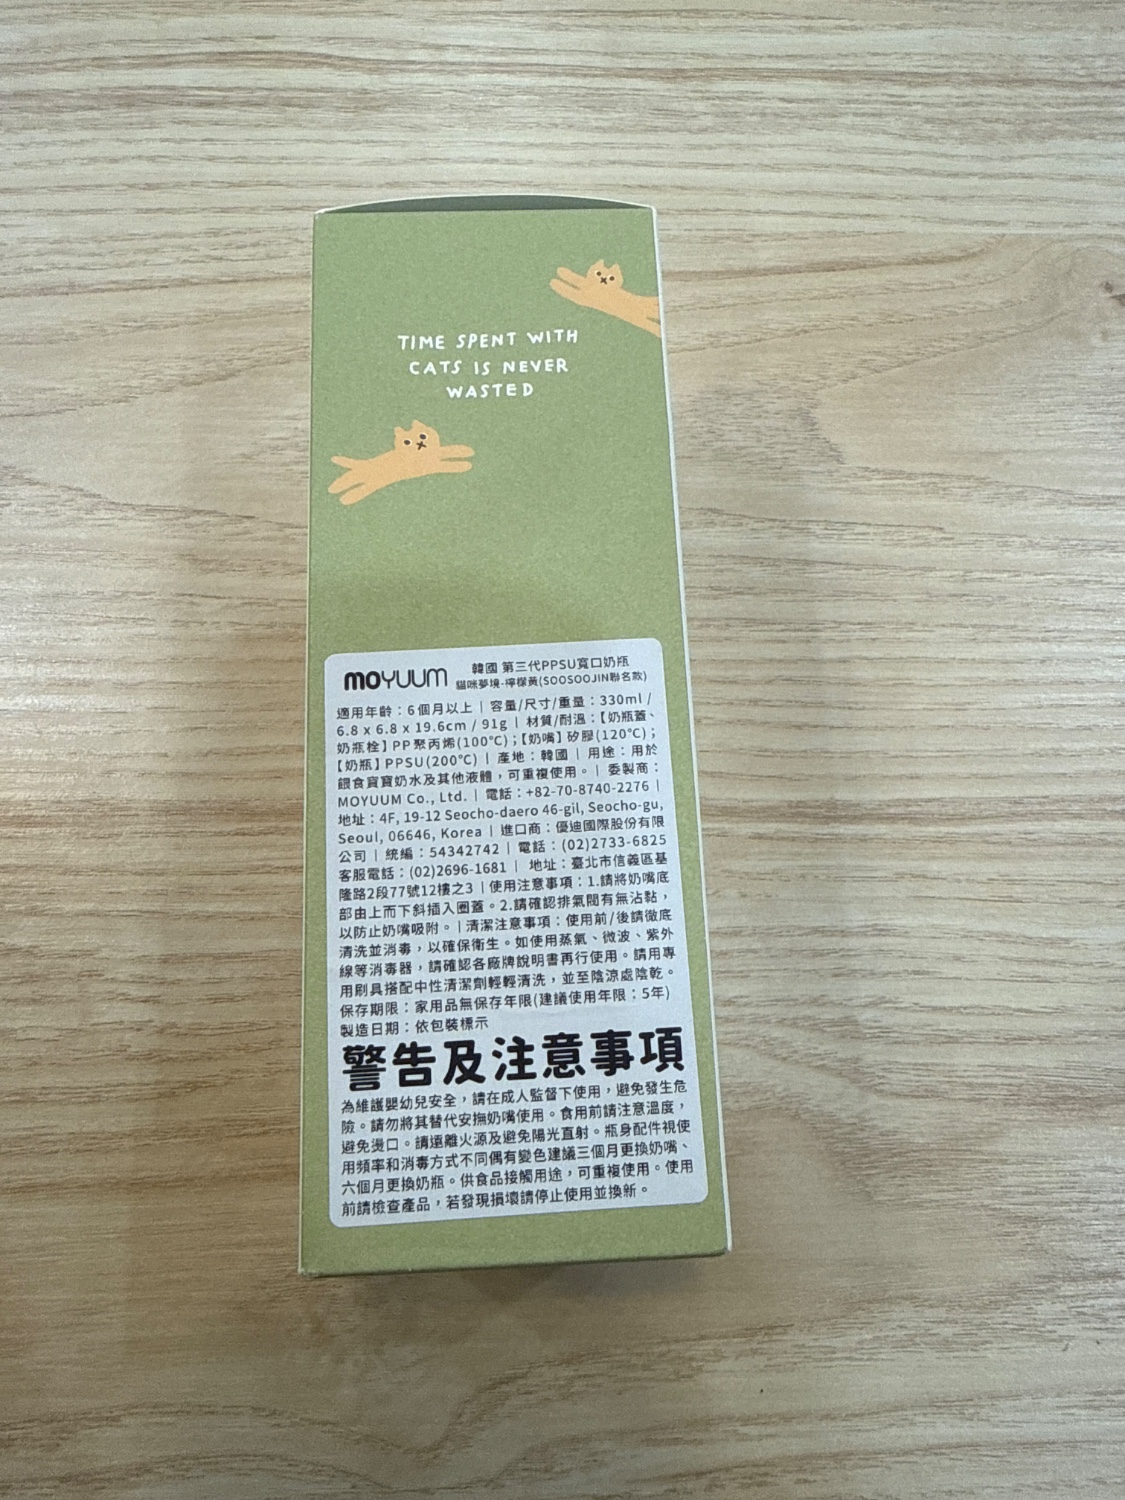 TIME SPENT WITH
CATS IS NEVER
WASTED
moyuum
韓國 第三代PPSU寬口奶瓶
貓咪夢境-檸檬黃(SOOSOOJIN聯名款)
適用年齡：6個月以上｜容量/尺寸/重量：330ml /
6.8 x 6.8 x 19.6cm / 91g｜材質/耐溫：【奶瓶蓋、
奶瓶栓】PP聚丙烯(100°C)；【奶嘴】矽膠(120°C)；
【奶瓶】PPSU(200°C)｜產地：韓國｜用途：用於
餵食寶寶奶水及其他液體，可重複使用。｜委製商：
MOYUUM Co., Ltd.｜電話：+82-70-8740-2276｜
地址：4F, 19-12 Seocho-daero 46-gil, Seocho-gu,
Seoul, 06646, Korea｜進口商：優迪國際股份有限
公司｜統編：54342742｜電話：(02)2733-6825
客服電話：(02)2696-1681｜ 地址：臺北市信義區基
隆路2段77號12樓之3｜使用注意事項：1.請將奶嘴底
部由上而下斜插入圈蓋。2.請確認排氣閥有無沾黏，
以防止奶嘴吸附。｜清潔注意事項：使用前/後請徹底
清洗並消毒，以確保衛生。如使用蒸氣、微波、紫外
線等消毒器，請確認各廠牌說明書再行使用。請用專
用刷具搭配中性清潔劑輕輕清洗，並至陰涼處陰乾。
保存期限：家用品無保存年限(建議使用年限：5年)
製造日期：依包裝標示
警告及注意事項
為維護嬰幼兒安全，請在成人監督下使用，避免發生危
險。請勿將其替代安撫奶嘴使用。食用前請注意溫度，
避免燙口。請遠離火源及避免陽光直射。瓶身配件視使
用頻率和消毒方式不同偶有變色建議三個月更換奶嘴、
六個月更換奶瓶。供食品接觸用途，可重複使用。使用
前請檢查產品，若發現損壞請停止使用並換新。